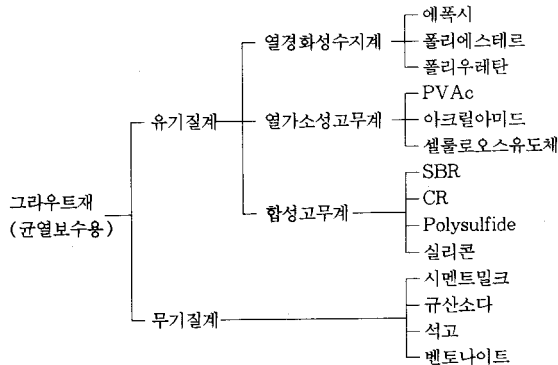 에폭시
열경화성수지계
폴리에스테르
폴리우레탄
PVAc
유기질계
열가소성고무계
아크릴아미드
셀룰로오스유도체
SBR
그라우트재
(균열보수용)
합성고무계
CR
Polysulfide
실리콘
시멘트밀크
무기질계
규산소다
석고
벤토나이트